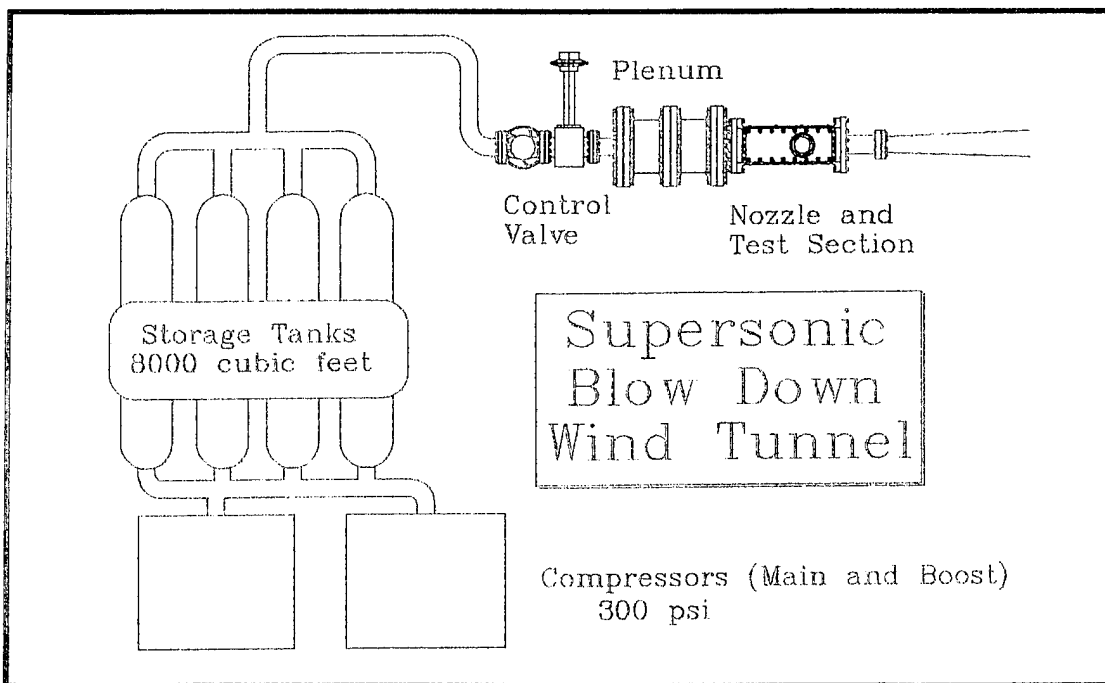 Plenum
Control
Valve
Nozzle and
Test Section
Storage Tanks
8000 cubic feet
Supersonic
Blow Down
Wind Tunnel
Compressors (Main and Boost)
300 psi